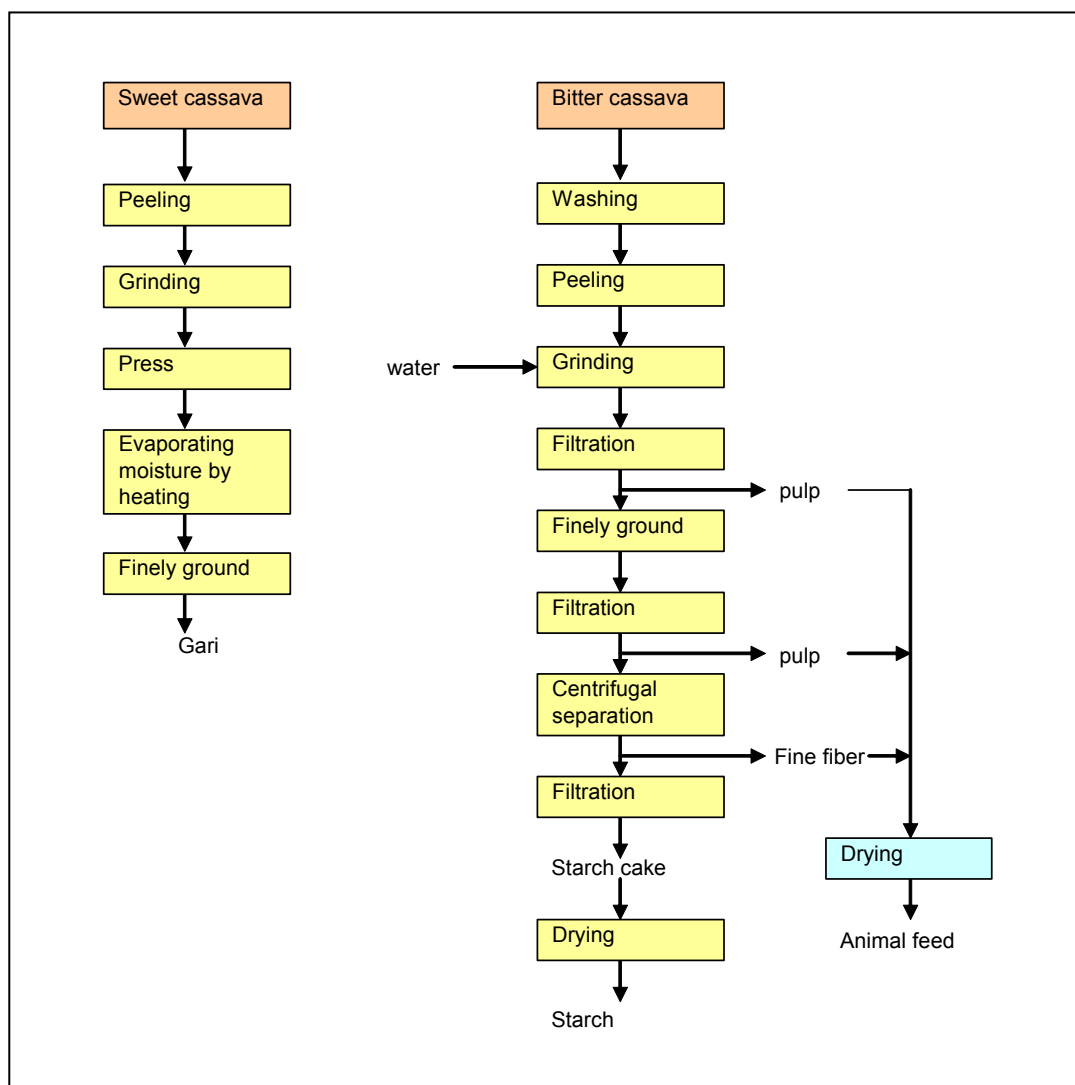 Sweet cassava
Peeling
Grinding
Press
Evaporating
moisture by
heating
Finely ground
Gari
Bitter cassava
Washing
Peeling
water
Grinding
Filtration
pulp
Finely ground
Filtration
pulp
Centrifugal
separation
Fine fiber
Filtration
Starch cake
Drying
Starch
Drying
Animal feed